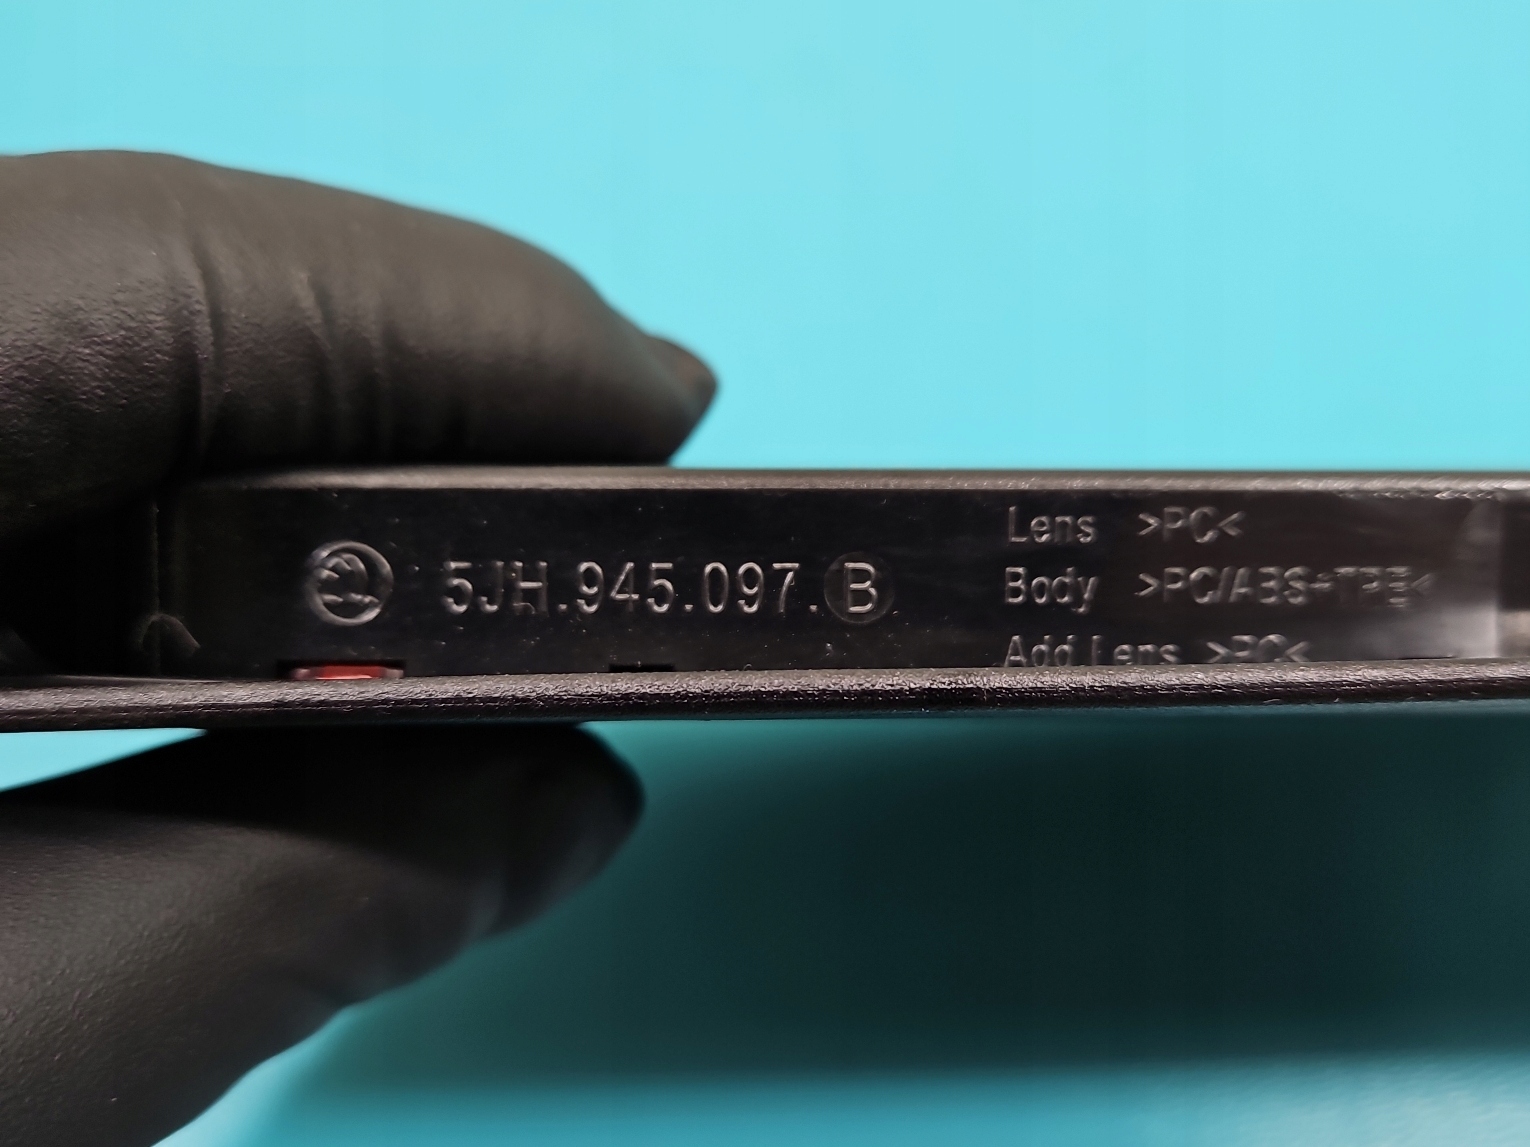 5JH.945.097.B
Lens >PC<
Body >PC/ABS+TPE<
Add Lens >PC<